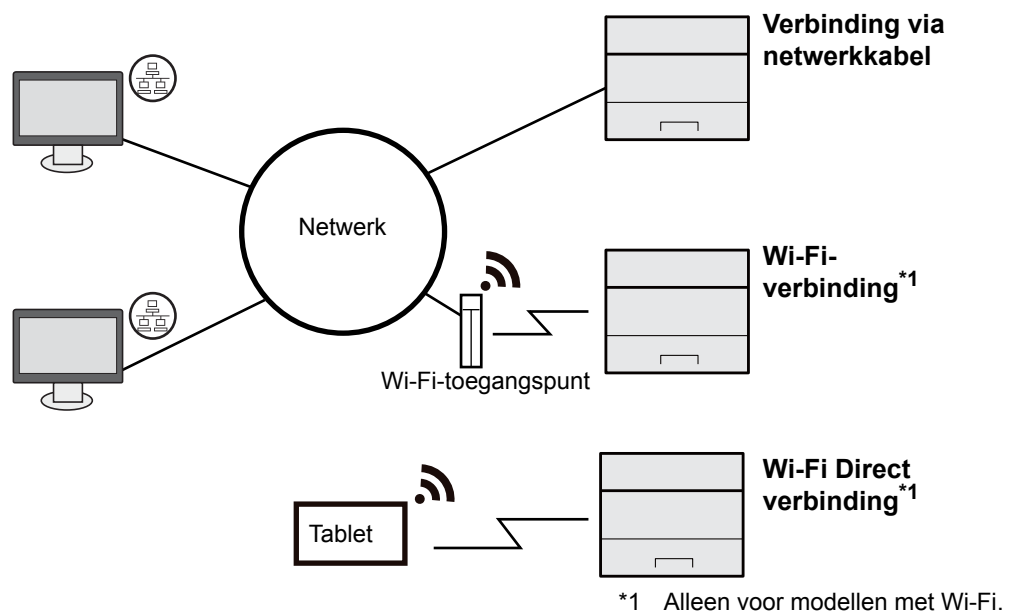 Verbinding via
netwerkkabel
Netwerk
Wi-Fi-
verbinding*1
Wi-Fi-toegangspunt
Wi-Fi Direct
verbinding*1
Tablet
*1 Alleen voor modellen met Wi-Fi.